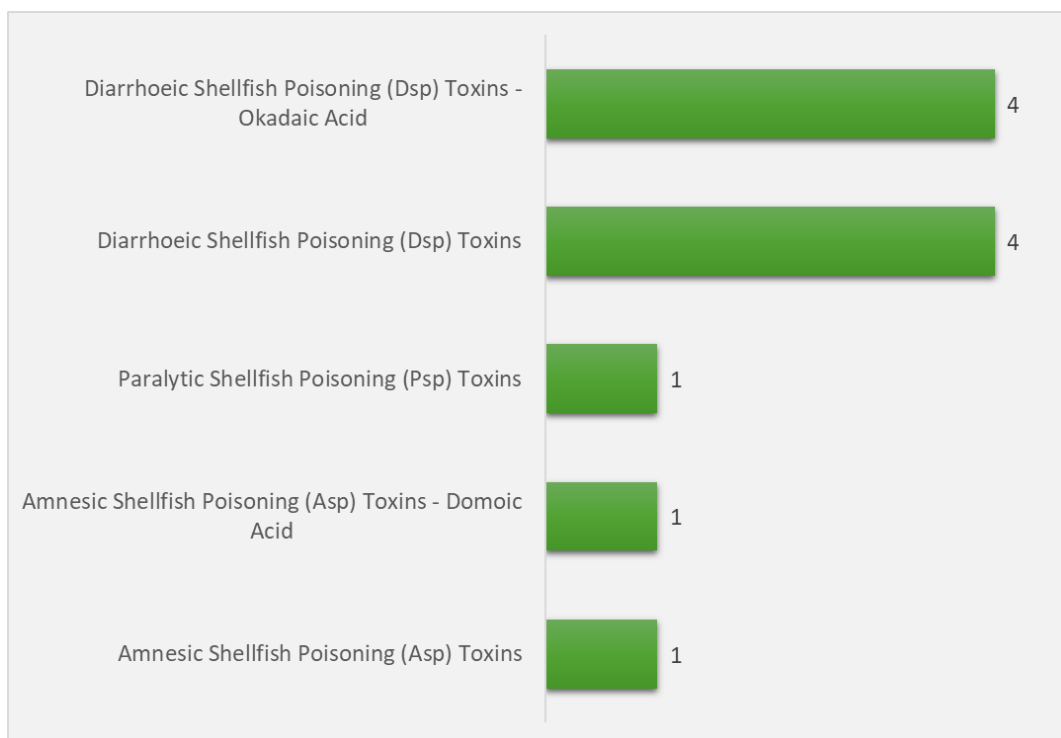 Diarrhoeic Shellfish Poisoning (Dsp) Toxins -
Okadaic Acid
4
Diarrhoeic Shellfish Poisoning (Dsp) Toxins
4
Paralytic Shellfish Poisoning (Psp) Toxins
1
Amnesic Shellfish Poisoning (Asp) Toxins - Domoic
Acid
1
Amnesic Shellfish Poisoning (Asp) Toxins
1